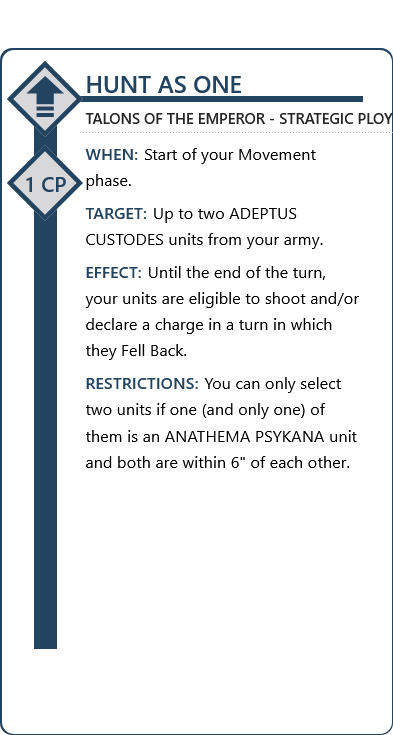 HUNT AS ONE
TALONS OF THE EMPEROR - STRATEGIC PLOY
1 CP
WHEN: Start of your Movement
phase.
TARGET: Up to two ADEPTUS
CUSTODES units from your army.
EFFECT: Until the end of the turn,
your units are eligible to shoot and/or
declare a charge in a turn in which
they Fell Back.
RESTRICTIONS: You can only select
two units if one (and only one) of
them is an ANATHEMA PSYKANA unit
and both are within 6" of each other.